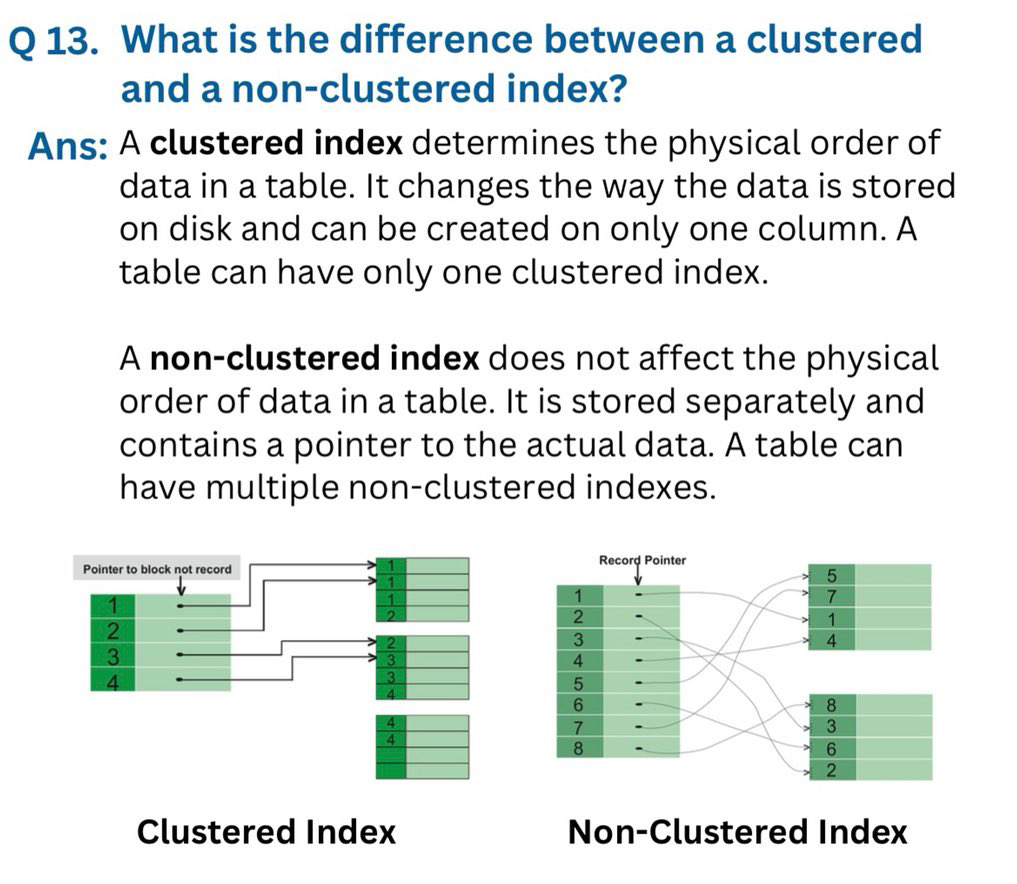 Q 13. What is the difference between a clustered
and a non-clustered index?
Ans: A clustered index determines the physical order of
data in a table. It changes the way the data is stored
on disk and can be created on only one column. A
table can have only one clustered index.
A non-clustered index does not affect the physical
order of data in a table. It is stored separately and
contains a pointer to the actual data. A table can
have multiple non-clustered indexes.
Pointer to block not record
1
2
3
4
1
1
1
2
2
3
3
4
4
4
Clustered Index
Record Pointer
1
2
3
4
5
6
7
8
5
7
1
4
8
3
6
2
Non-Clustered Index